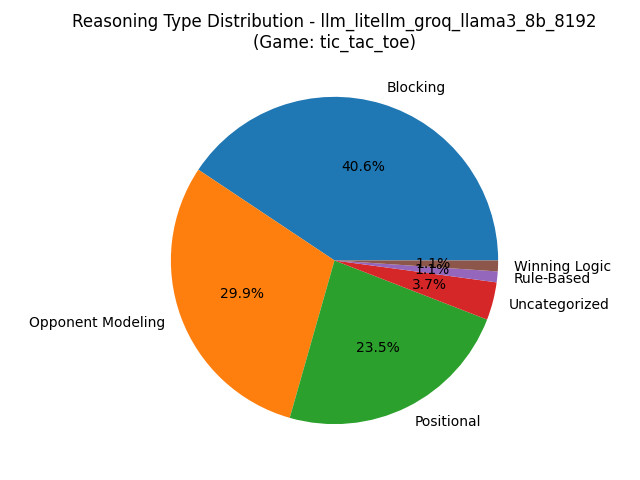 Reasoning Type Distribution - llm_litellm_groq_llama3_8b_8192
(Game: tic_tac_toe)
Blocking
40.6%
Opponent Modeling
29.9%
Positional
23.5%
Uncategorized
3.7%
Rule-Based
1.1%
Winning Logic
1.1%